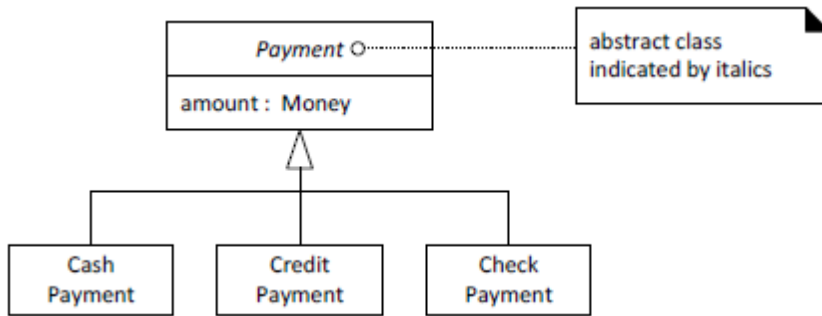 Payment
abstract class
indicated by italics
amount : Money
Cash
Payment
Credit
Payment
Check
Payment